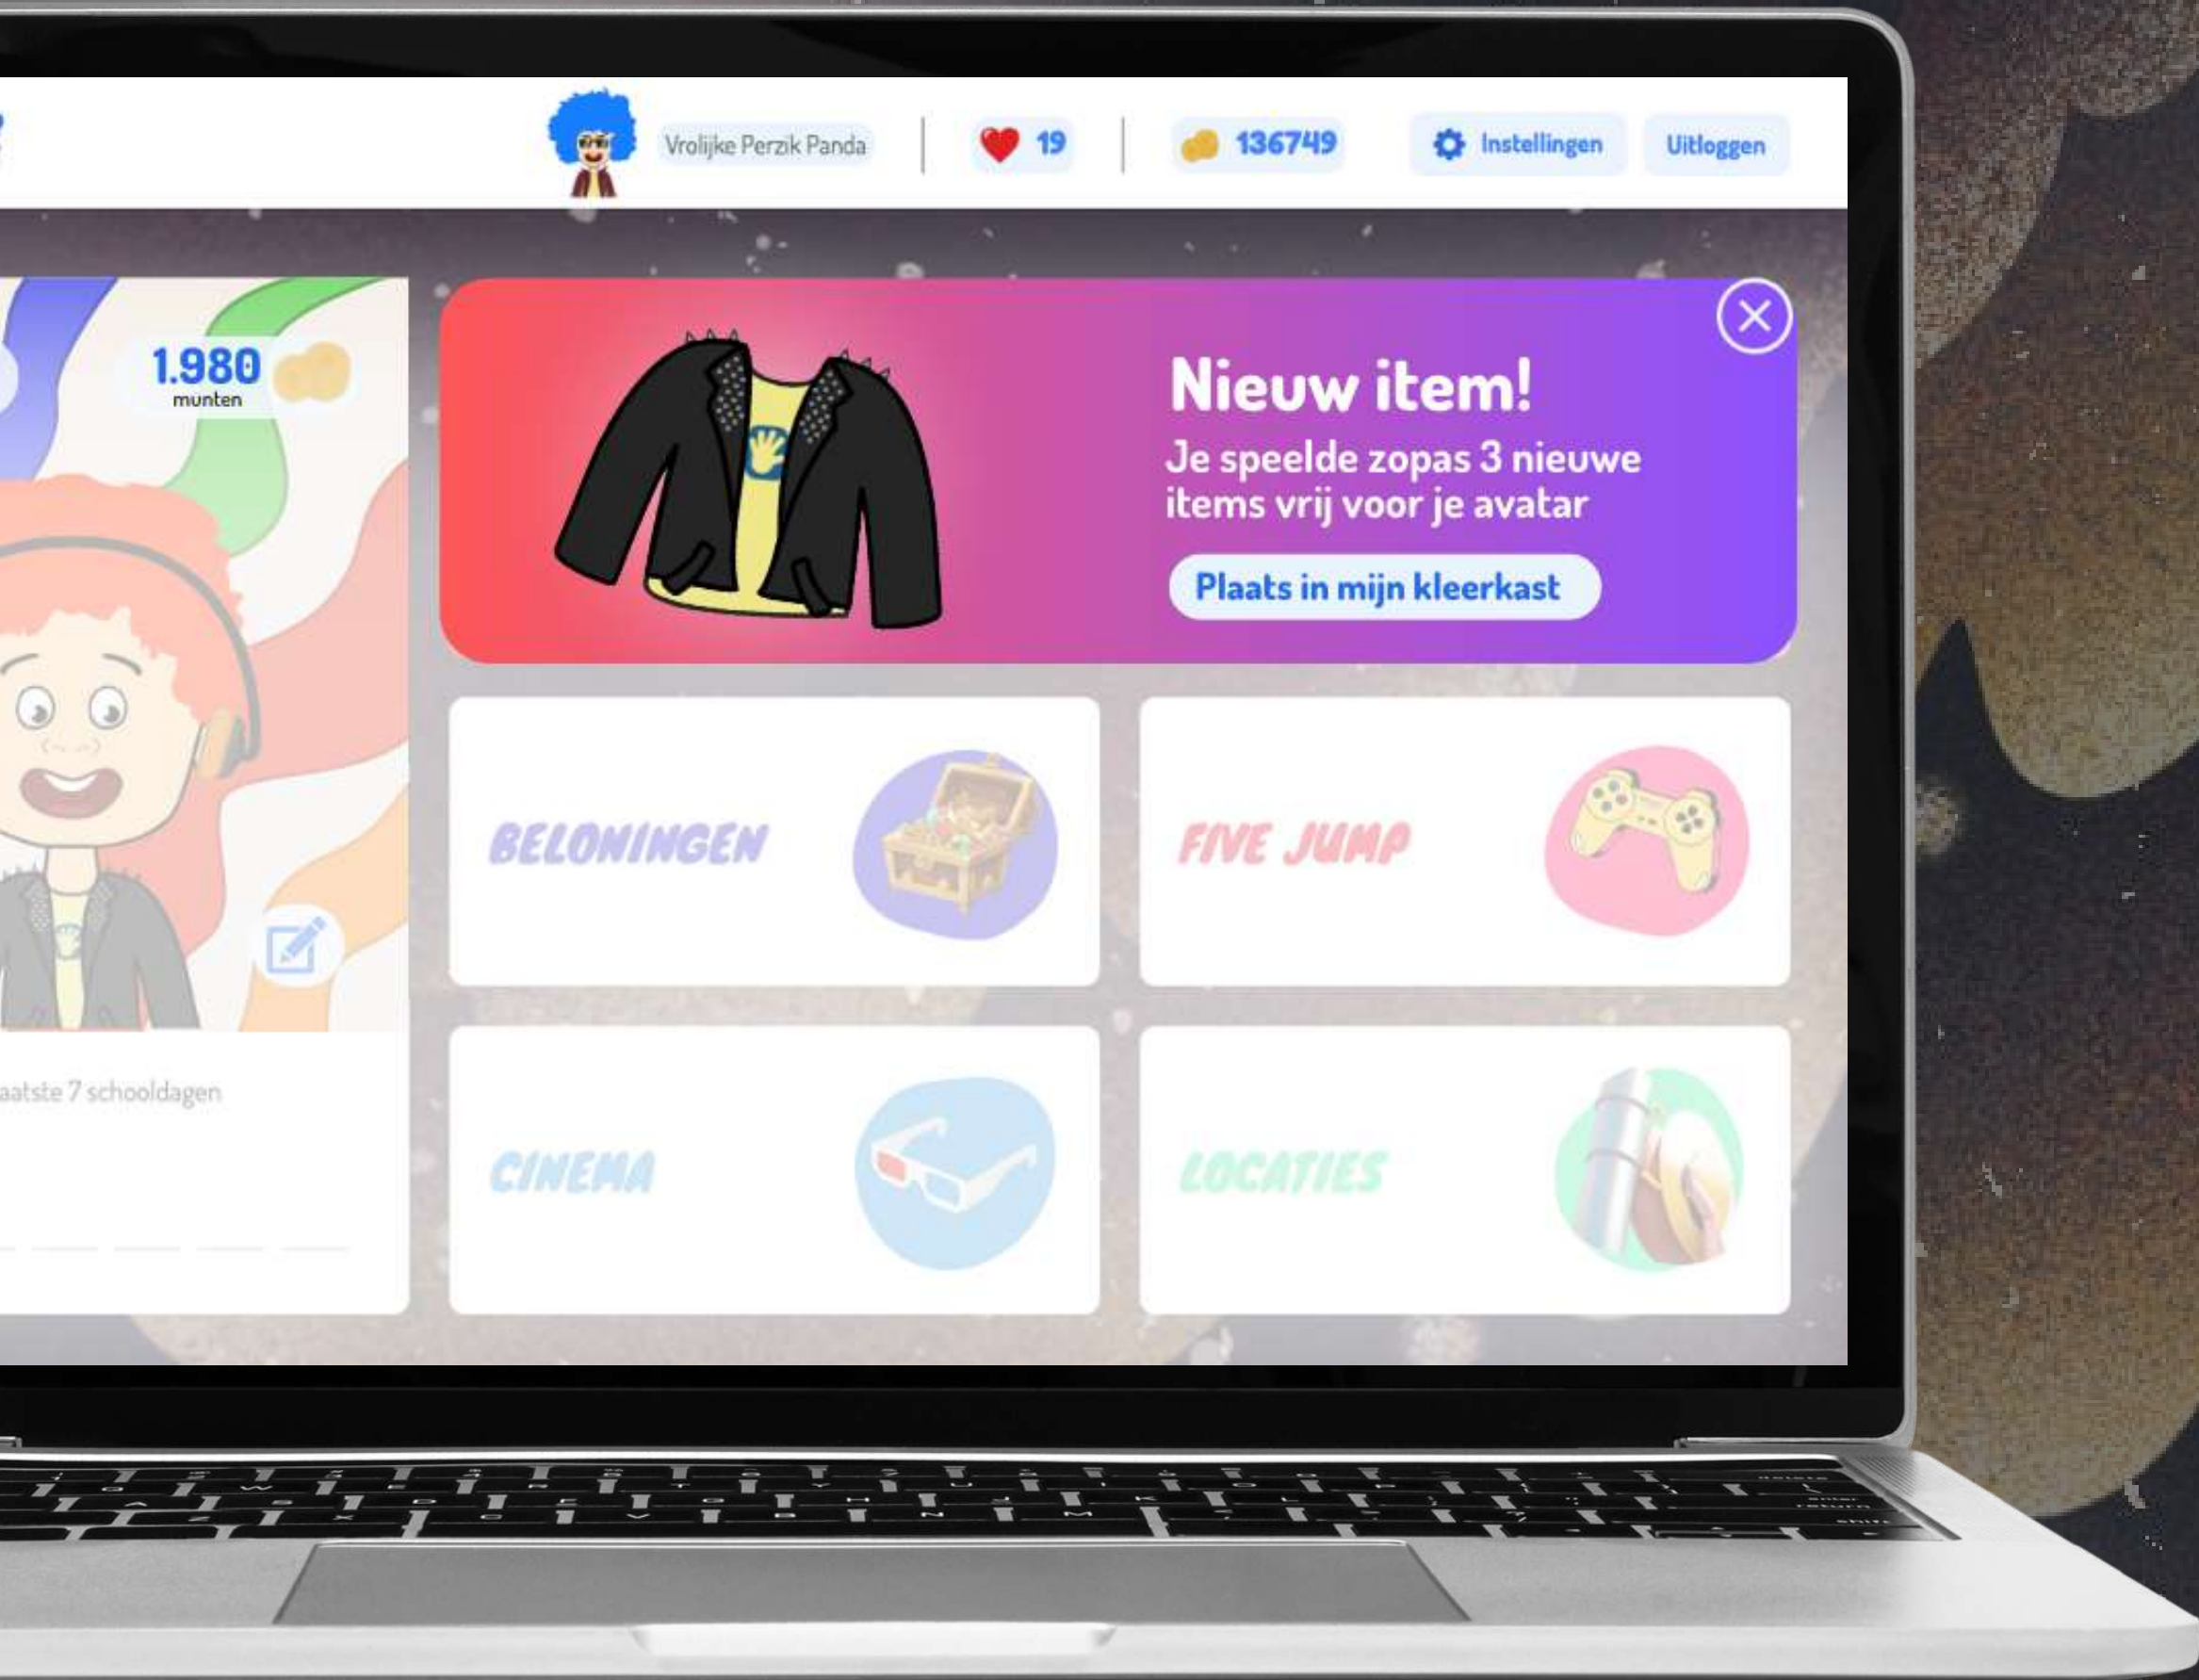 Vrolijke Perzik Panda
19
136749
Instellingen
Uitloggen
1.980
munten
Nieuw item!
Je speelde zopas 3 nieuwe
items vrij voor je avatar
Plaats in mijn kleerkast
BELONINGEN
FIVE JUMP
CINEMA
LOCATIES
7 schooldagen